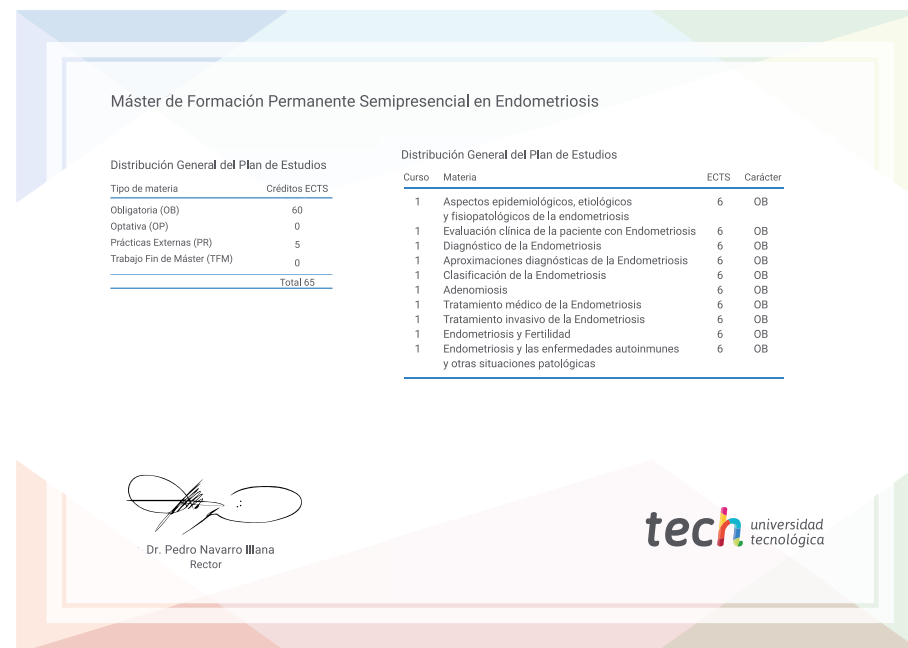 Máster de Formación Permanente Semipresencial en Endometriosis
Distribución General del Plan de Estudios
Tipo de materia Créditos ECTS
Obligatoria (OB) 60
Optativa (OP) 0
Prácticas Externas (PR) 5
Trabajo Fin de Máster (TFM) 0
Total 65
Distribución General del Plan de Estudios
Curso Materia ECTS Carácter
1 Aspectos epidemiológicos, etiológicos 6 OB
y fisiopatológicos de la endometriosis
1 Evaluación clínica de la paciente con Endometriosis 6 OB
1 Diagnóstico de la Endometriosis 6 OB
1 Aproximaciones diagnósticas de la Endometriosis 6 OB
1 Clasificación de la Endometriosis 6 OB
1 Adenomiosis 6 OB
1 Tratamiento médico de la Endometriosis 6 OB
1 Tratamiento invasivo de la Endometriosis 6 OB
1 Endometriosis y Fertilidad 6 OB
1 Endometriosis y las enfermedades autoinmunes 6 OB
y otras situaciones patológicas
Dr. Pedro Navarro Illana
Rector
tech universidad
tecnológica